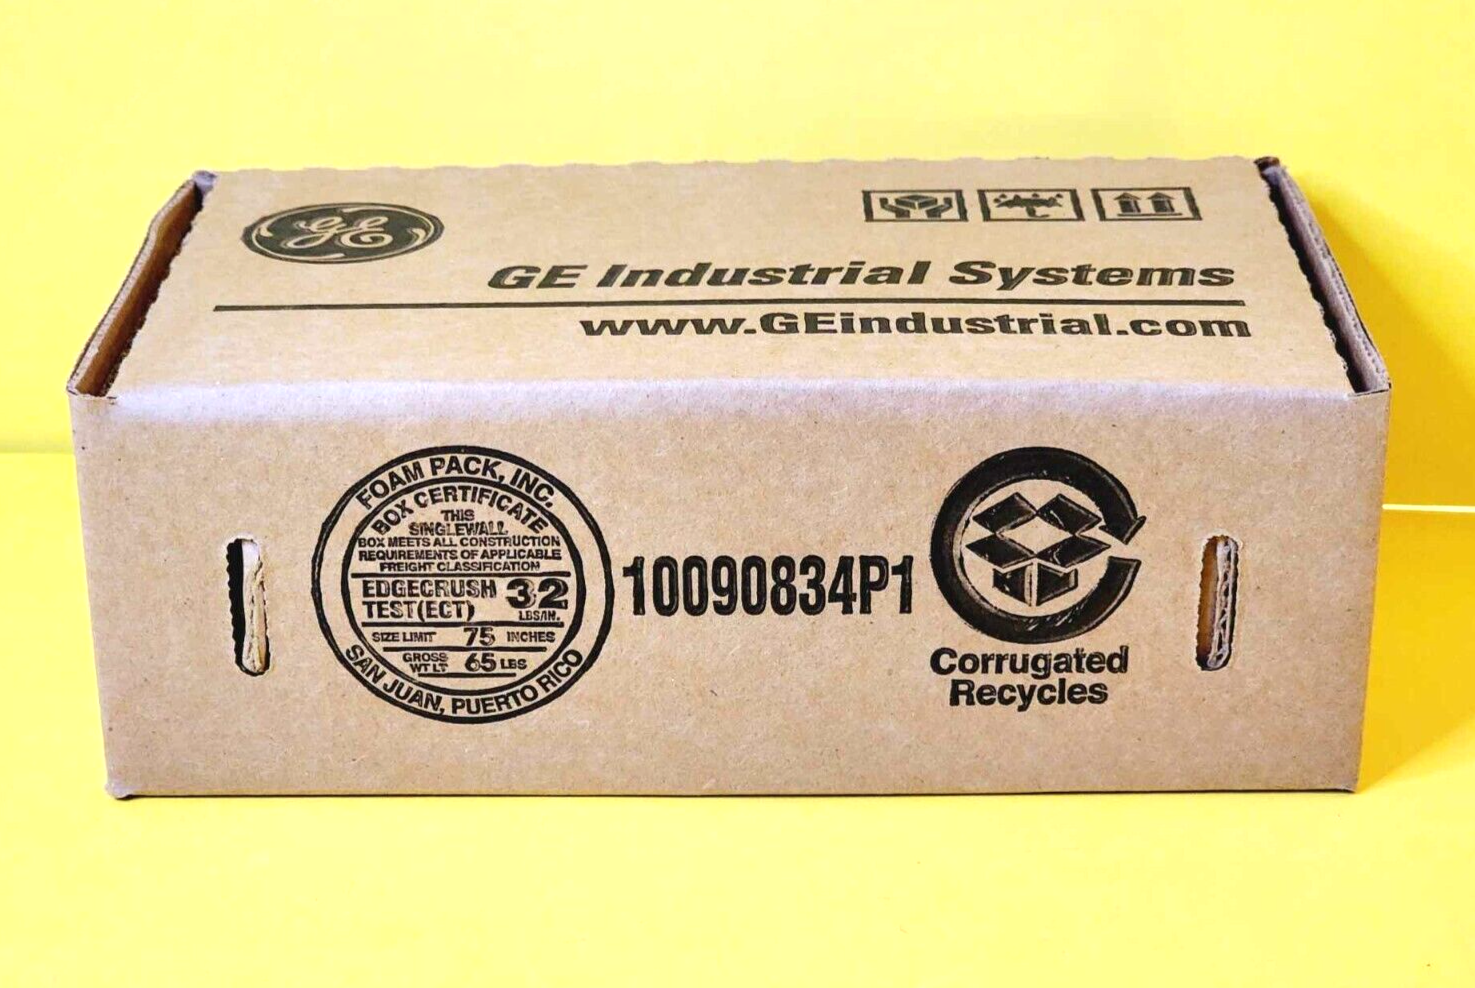 GE
GE Industrial Systems
www.GEindustrial.com
FOAM PACK, INC.
BOX CERTIFICATE
THIS
SINGLEWALL
BOX MEETS ALL CONSTRUCTION
REQUIREMENTS OF APPLICABLE
FREIGHT CLASSIFICATION
EDGECRUSH
TEST(ECT) 32
LBS/IN.
SIZE LIMIT 75 INCHES
GROSS
WT LT 65 LBS
SAN JUAN, PUERTO RICO
10090834P1
Corrugated
Recycles